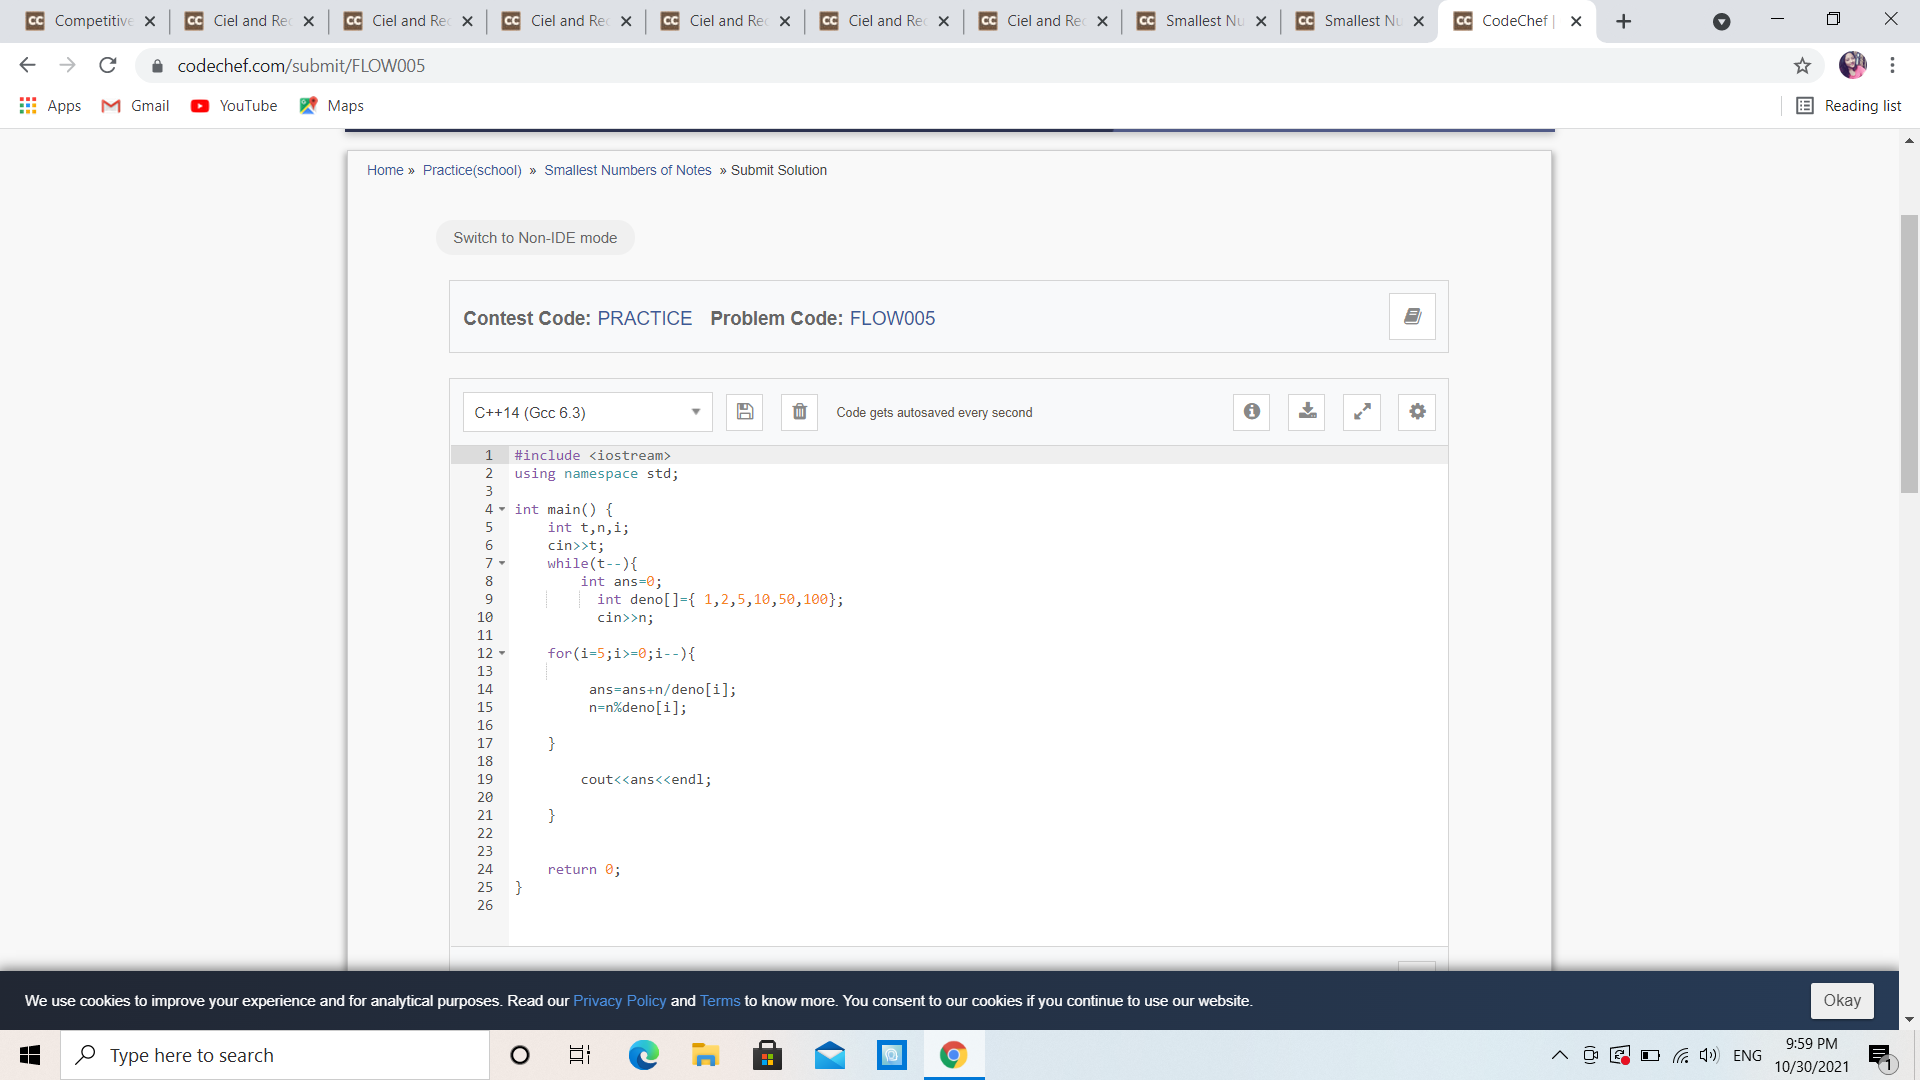 Competitive
Ciel and Rec
Ciel and Rec
Ciel and Rec
Ciel and Rec
Ciel and Rec
Ciel and Rec
Smallest Nu
Smallest Nu
CodeChef |
codechef.com/submit/FLOW005
Apps Gmail YouTube Maps Reading list
Home » Practice(school) » Smallest Numbers of Notes » Submit Solution
Switch to Non-IDE mode
Contest Code: PRACTICE Problem Code: FLOW005
C++14 (Gcc 6.3) Code gets autosaved every second
1 #include <iostream>
2 using namespace std;
3
4 int main() {
5 int t,n,i;
6 cin>>t;
7 while(t--){
8 int ans=0;
9 int deno[]={ 1,2,5,10,50,100};
10 cin>>n;
11
12 for(i=5;i>=0;i--){
13
14 ans=ans+n/deno[i];
15 n=n%deno[i];
16
17 }
18
19 cout<<ans<<endl;
20
21 }
22
23
24 return 0;
25 }
26
We use cookies to improve your experience and for analytical purposes. Read our Privacy Policy and Terms to know more. You consent to our cookies if you continue to use our website.
Okay
Type here to search
ENG
9:59 PM
10/30/2021
1